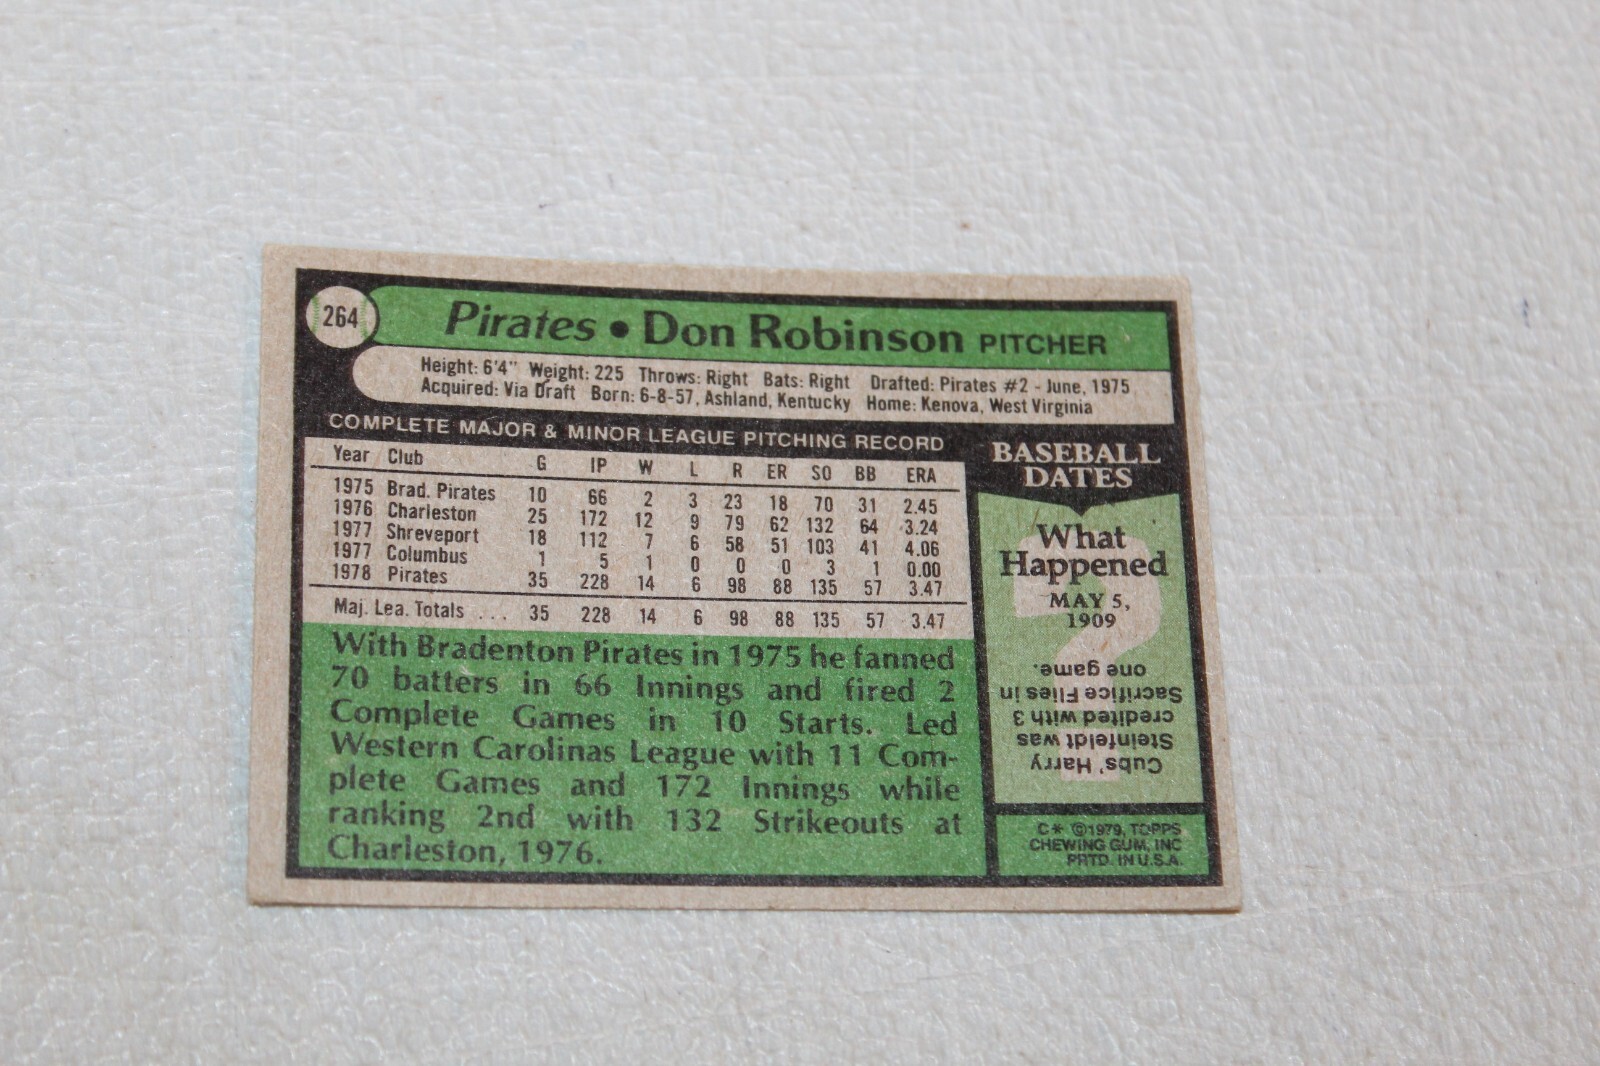 264
Pirates • Don Robinson PITCHER
Height: 6'4" Weight: 225 Throws: Right Bats: Right Drafted: Pirates #2 - June, 1975
Acquired: Via Draft Born: 6-8-57, Ashland, Kentucky Home: Kenova, West Virginia
COMPLETE MAJOR & MINOR LEAGUE PITCHING RECORD
Year Club G IP W L R ER SO BB ERA
1975 Brad. Pirates 10 66 2 3 23 18 70 31 2.45
1976 Charleston 25 172 12 9 79 62 132 64 3.24
1977 Shreveport 18 112 7 6 58 51 103 41 4.06
1977 Columbus 1 5 1 0 0 0 3 1 0.00
1978 Pirates 35 228 14 6 98 88 135 57 3.47
Maj. Lea. Totals ... 35 228 14 6 98 88 135 57 3.47
With Bradenton Pirates in 1975 he fanned
70 batters in 66 Innings and fired 2
Complete Games in 10 Starts. Led
Western Carolinas League with 11 Com-
plete Games and 172 Innings while
ranking 2nd with 132 Strikeouts at
Charleston, 1976.
BASEBALL
DATES
What
Happened
MAY 5,
1909
?
Cubs' Harry
Steinfeldt was
credited with 3
Sacrifice Flies in
one game.
C* ©1979, TOPPS
CHEWING GUM, INC
PRTD. IN U.S.A.